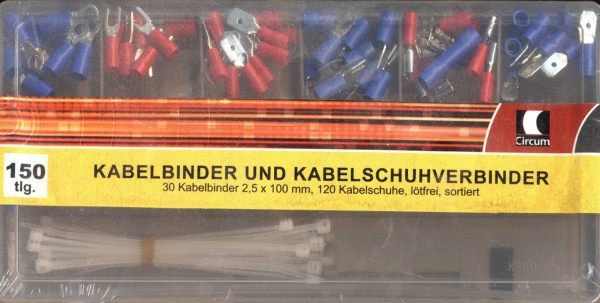 Circum
150
tlg.
KABELBINDER UND KABELSCHUHVERBINDER
30 Kabelbinder 2,5 x 100 mm, 120 Kabelschuhe, lötfrei, sortiert